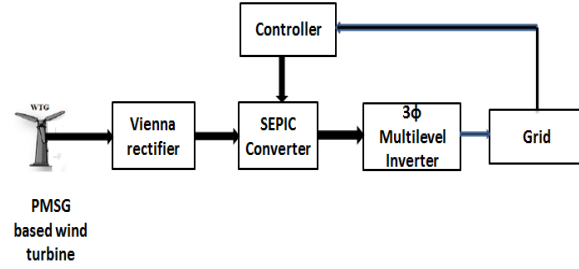 Controller
WTG
Vienna
rectifier
SEPIC
Converter
3ϕ
Multilevel
Inverter
Grid
PMSG
based wind
turbine